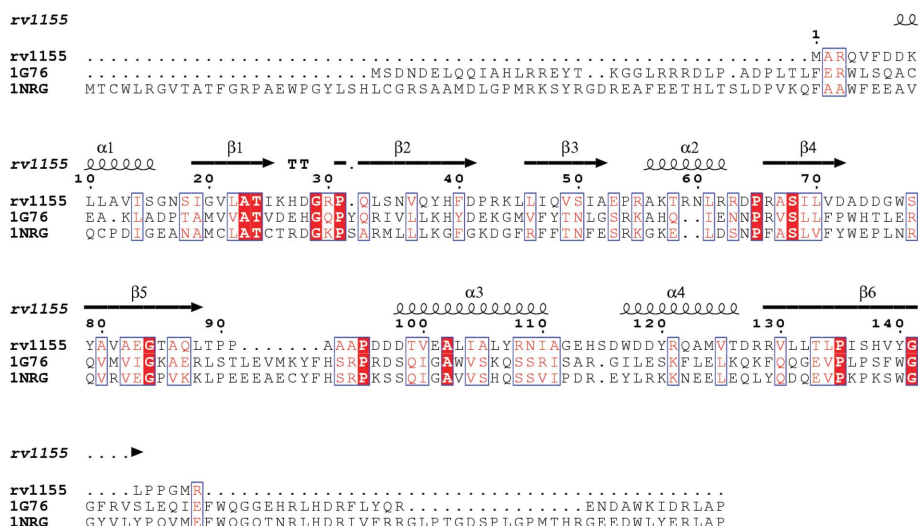 rv1155
1
rv1155 .............................................................MARQVFDDK
1G76 ........................MSDNDELQQIAHLRREYT..KGGLRRRDLP.ADPLTLFERWLSQAC
1NRG MTCWLRGVTATFGRPAEWPGYLSHLCGRSAAMDLGPMRKSYRGDREAFEETHLTSLDPVKQFAAWFEEAV
rv1155 α1 β1 TT . β2 β3 α2 β4
10 20 30 40 50 60 70
rv1155 LLAVISGNSIGVLATIKHDGRP.QLSNVQYHFDPRKLLIQVSIAEPRAKTRNLRRDPRASILVDADDGWS
1G76 EA.KLADPTAMVVATVDEHGQPYQRIVLLKHYDEKGMVFYTNLGSRKAHQ..IENNPRVSLLFPWHTLER
1NRG QCPDIGEANAMCLATCTRDGKPSARMLLLKGFGKDGFRFFTNFESRKGKE..LDSNPFASLVFYWEPLNR
rv1155 β5 α3 α4 β6
80 90 100 110 120 130 140
rv1155 YAVAEGTAQLTPP.......AAAPDDDTVEALIALYRNIAGEHSDWDDYRQAMVTDRRVLLTLPISHVYG
1G76 QVMVIGKAERLSTLEVMKYFHSRPRDSQIGAWVSKQSSRISAR.GILESKFLELKQKFQQGEVPLPSFWG
1NRG QVRVEGPVKKLPEEEAECYFHSRPKSSQIGAVVSHQSSVIPDR.EYLRKKNEELEQLYQDQEVPKPKSWG
rv1155 ....
rv1155 ....LPPGMR............................................
1G76 GFRVSLEQIEFWQGGEHRLHDRFLYQR...............ENDAWKIDRLAP
1NRG GYVLYPQVMEFWQGQTNRLHDRIVFRRGLPTGDSPLGPMTHRGEEDWLYERLAP